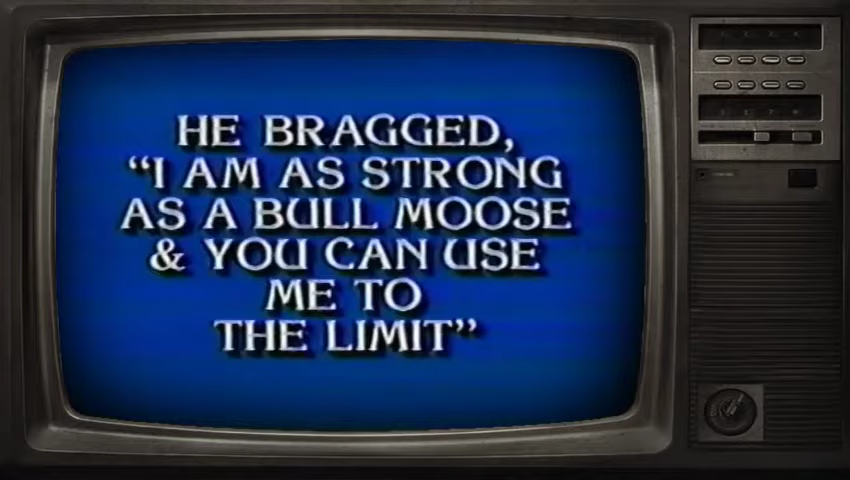 HE BRAGGED,
“I AM AS STRONG
AS A BULL MOOSE
& YOU CAN USE
ME TO
THE LIMIT”